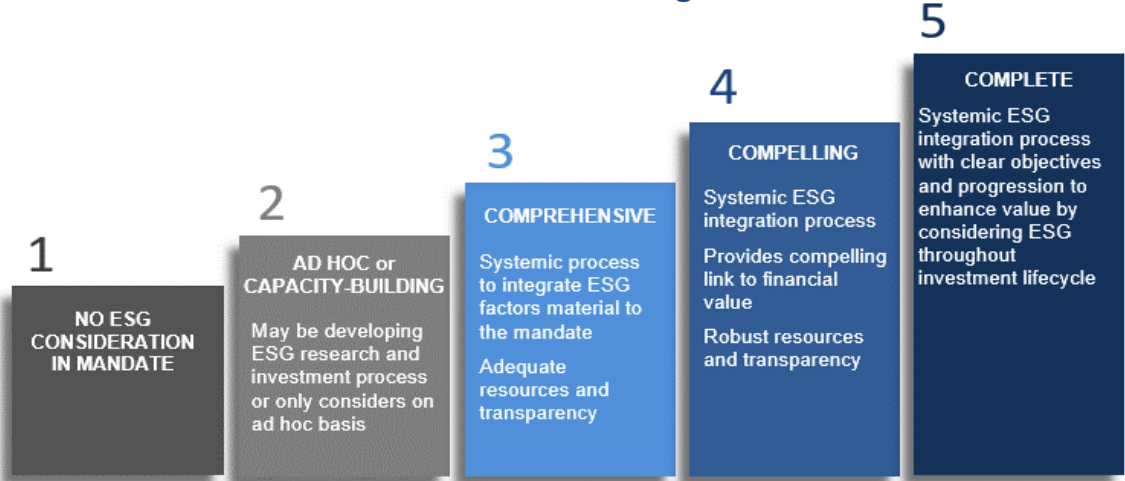 1
NO ESG
CONSIDERATION
IN MANDATE
2
AD HOC or
CAPACITY-BUILDING
May be developing
ESG research and
investment process
or only considers on
ad hoc basis
3
COMPREHENSIVE
Systemic process
to integrate ESG
factors material to
the mandate
Adequate
resources and
transparency
4
COMPELLING
Systemic ESG
integration process
Provides compelling
link to financial
value
Robust resources
and transparency
5
COMPLETE
Systemic ESG
integration process
with clear objectives
and progression to
enhance value by
considering ESG
throughout
investment lifecycle